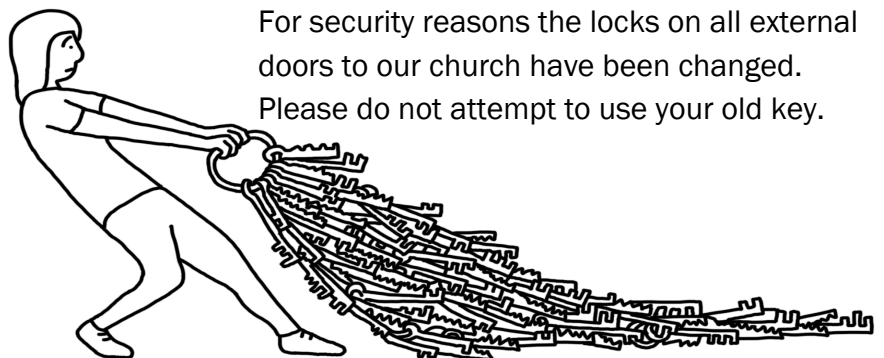 For security reasons the locks on all external
doors to our church have been changed.
Please do not attempt to use your old key.